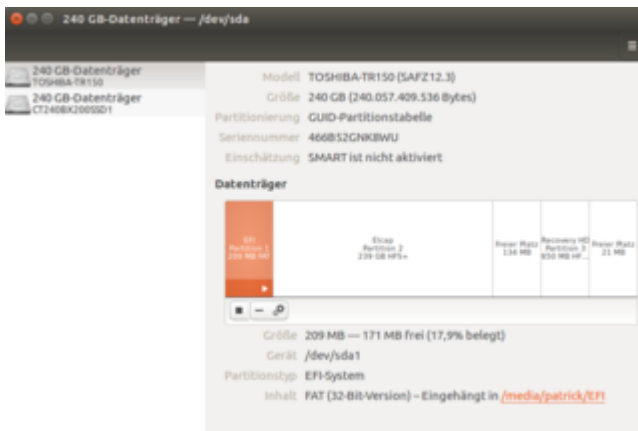 240 GB-Datenträger — /dev/sda
240 GB-Datenträger
TOSHIBA-TR150
240 GB-Datenträger
CT240BX200SSD1
Modell TOSHIBA-TR150 (SAFZ12.3)
Größe 240 GB (240.057.409.536 Bytes)
Partitionierung GUID-Partitionstabelle
Seriennummer 466B52GNK8WU
Einschätzung SMART ist nicht aktiviert
Datenträger
EFI
Partition 1
209 MB FAT
Elcap
Partition 2
239 GB HFS+
Freier Platz
134 MB
Recovery HD
Partition 3
650 MB HF...
Freier Platz
21 MB
Größe 209 MB — 171 MB frei (17,9% belegt)
Gerät /dev/sda1
Partitionstyp EFI-System
Inhalt FAT (32-Bit-Version) – Eingehängt in /media/patrick/EFI